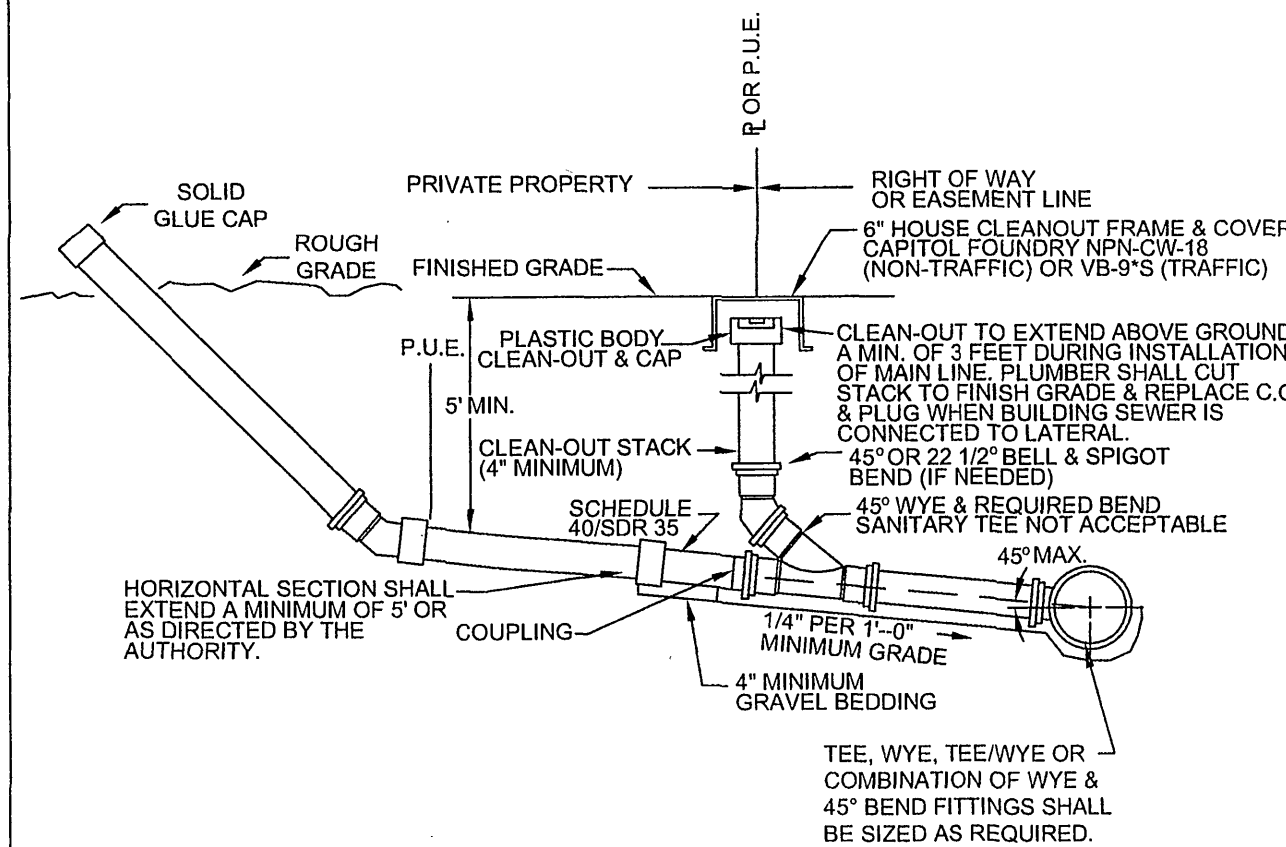 ℄ OR P.U.E.
SOLID
GLUE CAP
PRIVATE PROPERTY
RIGHT OF WAY
OR EASEMENT LINE
ROUGH
GRADE
FINISHED GRADE
6" HOUSE CLEANOUT FRAME & COVER
CAPITOL FOUNDRY NPN-CW-18
(NON-TRAFFIC) OR VB-9*S (TRAFFIC)
P.U.E.
5' MIN.
PLASTIC BODY
CLEAN-OUT & CAP
CLEAN-OUT TO EXTEND ABOVE GROUND
A MIN. OF 3 FEET DURING INSTALLATION
OF MAIN LINE. PLUMBER SHALL CUT
STACK TO FINISH GRADE & REPLACE C.O
& PLUG WHEN BUILDING SEWER IS
CONNECTED TO LATERAL.
CLEAN-OUT STACK
(4" MINIMUM)
45° OR 22 1/2° BELL & SPIGOT
BEND (IF NEEDED)
SCHEDULE
40/SDR 35
45° WYE & REQUIRED BEND
SANITARY TEE NOT ACCEPTABLE
45° MAX.
HORIZONTAL SECTION SHALL
EXTEND A MINIMUM OF 5' OR
AS DIRECTED BY THE
AUTHORITY.
COUPLING
1/4" PER 1'--0"
MINIMUM GRADE
4" MINIMUM
GRAVEL BEDDING
TEE, WYE, TEE/WYE OR
COMBINATION OF WYE &
45° BEND FITTINGS SHALL
BE SIZED AS REQUIRED.